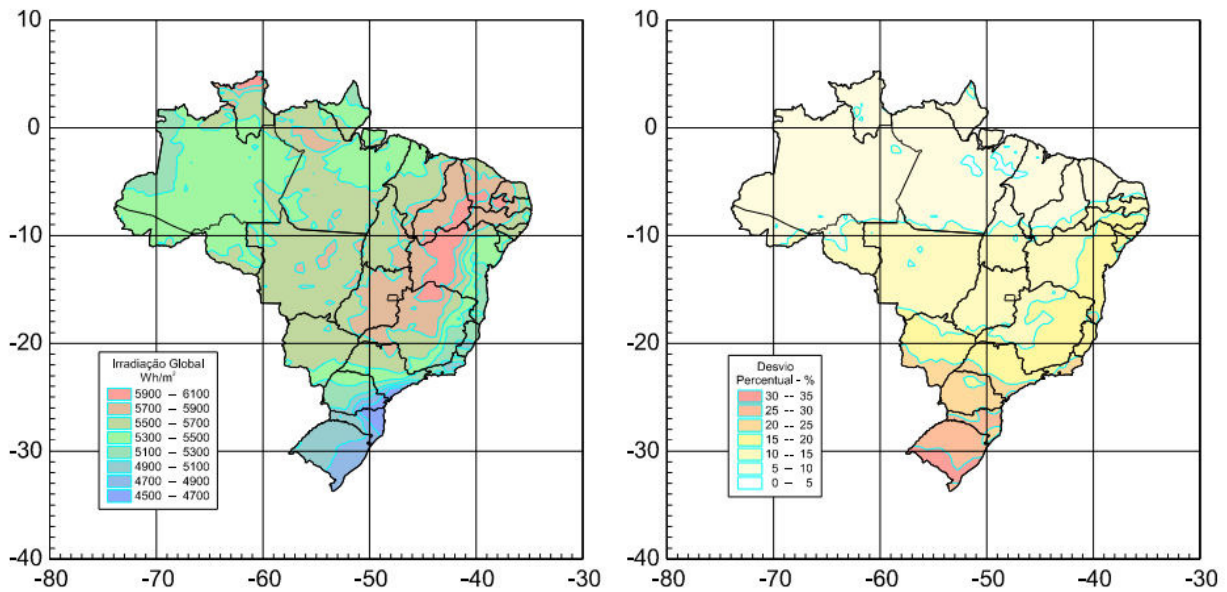 10
0
-10
-20
-30
-40
-80
-70
-60
-50
-40
-30
Irradiação Global
Wh/m²
5900 – 6100
5700 – 5900
5500 – 5700
5300 – 5500
5100 – 5300
4900 – 5100
4700 – 4900
4500 – 4700
10
0
-10
-20
-30
-40
-80
-70
-60
-50
-40
-30
Desvio
Percentual - %
30 -- 35
25 -- 30
20 -- 25
15 -- 20
10 -- 15
5 -- 10
0 -- 5